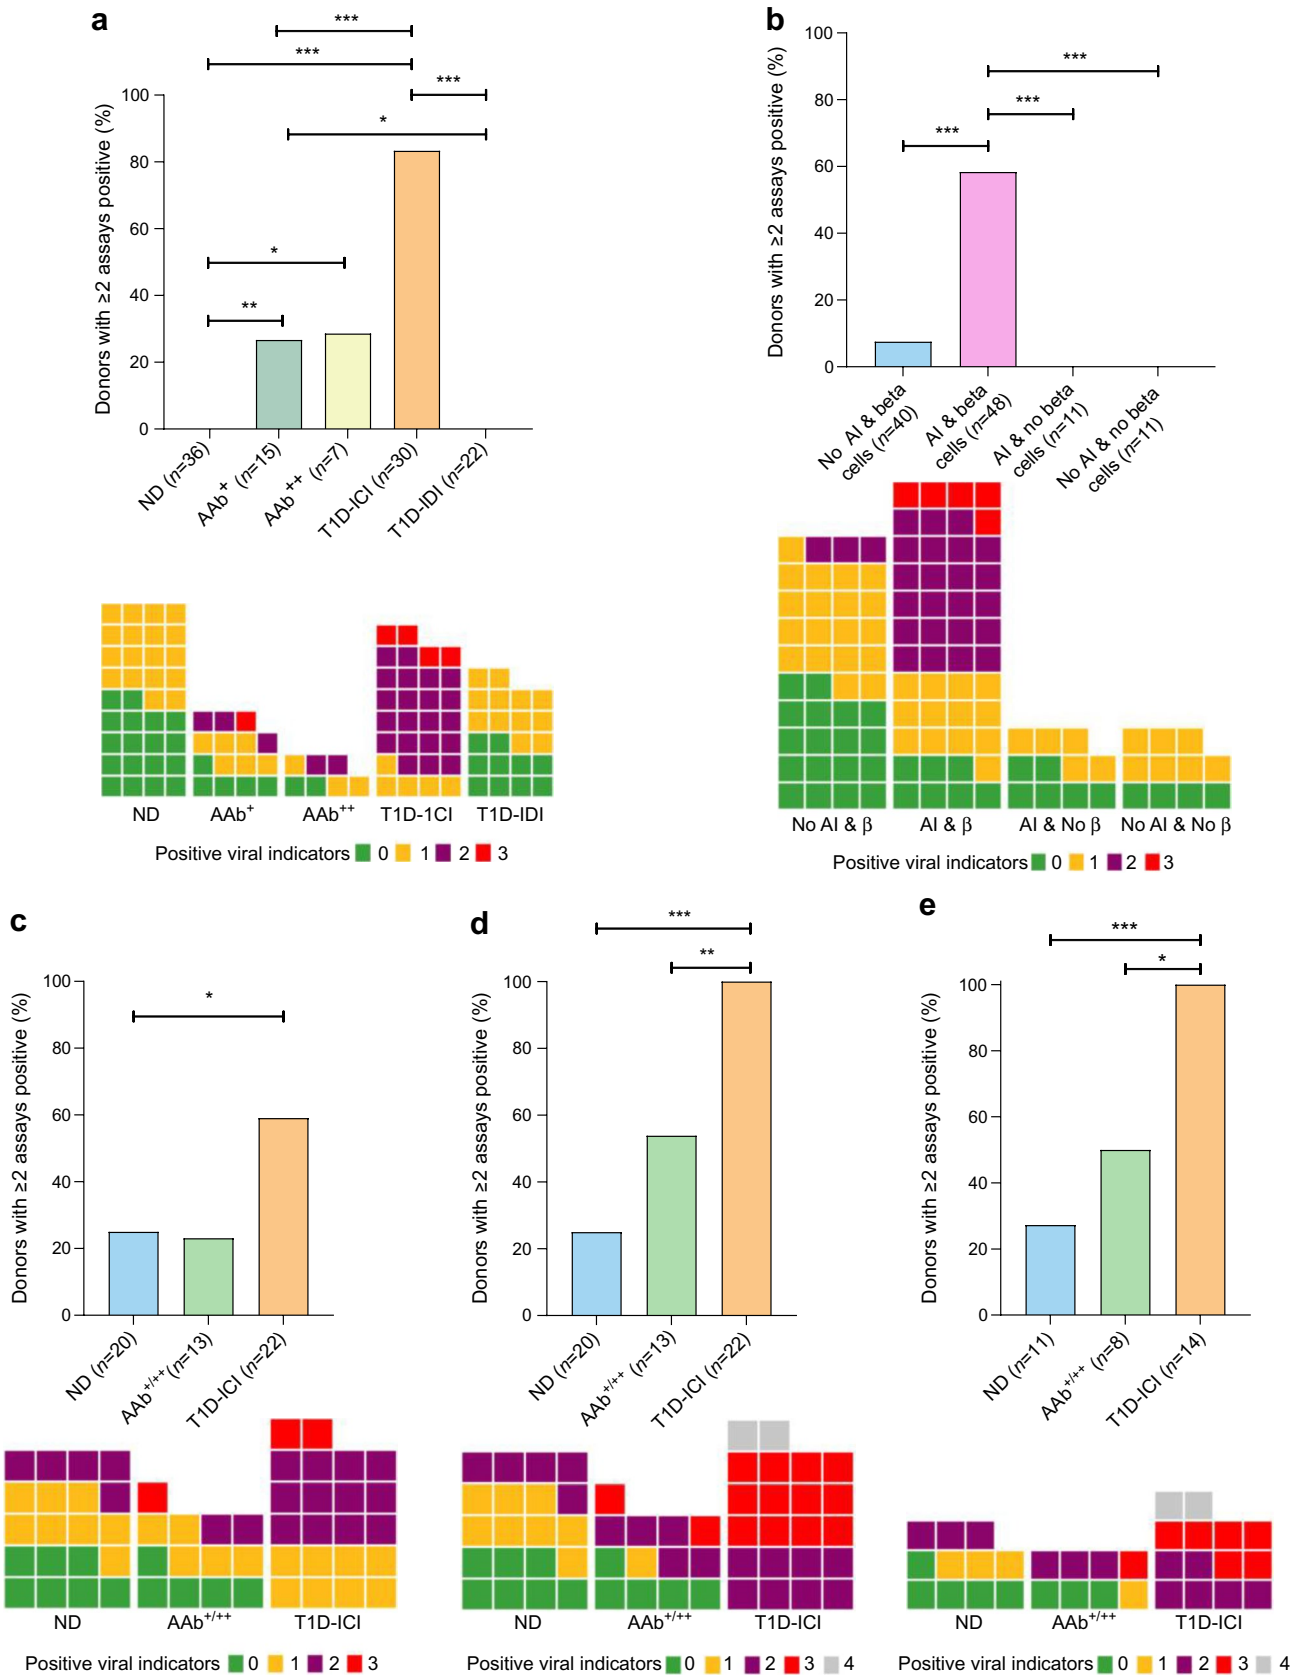 a
***
***
***
*
*
**
Donors with ≥2 assays positive (%)
100
80
60
40
20
0
ND (n=36)
AAb+ (n=15)
AAb++ (n=7)
T1D-ICI (n=30)
T1D-IDI (n=22)
ND
AAb+
AAb++
T1D-1CI
T1D-IDI
Positive viral indicators 0 1 2 3
b
***
***
***
Donors with ≥2 assays positive (%)
100
80
60
40
20
0
No AI & beta
cells (n=40)
AI & beta
cells (n=48)
AI & no beta
cells (n=11)
No AI & no beta
cells (n=11)
No AI & β
AI & β
AI & No β
No AI & No β
Positive viral indicators 0 1 2 3
c
*
Donors with ≥2 assays positive (%)
100
80
60
40
20
0
ND (n=20)
AAb+/++ (n=13)
T1D-ICI (n=22)
ND
AAb+/++
T1D-ICI
Positive viral indicators 0 1 2 3
d
***
**
Donors with ≥2 assays positive (%)
100
80
60
40
20
0
ND (n=20)
AAb+/++ (n=13)
T1D-ICI (n=22)
ND
AAb+/++
T1D-ICI
Positive viral indicators 0 1 2 3 4
e
***
*
Donors with ≥2 assays positive (%)
100
80
60
40
20
0
ND (n=11)
AAb+/++ (n=8)
T1D-ICI (n=14)
ND
AAb+/++
T1D-ICI
Positive viral indicators 0 1 2 3 4